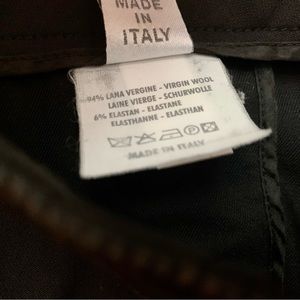 MADE IN
ITALY
94% LANA VERGINE - VIRGIN WOOL
LAINE VIERGE - SCHURWOLLE
6% ELASTAN - ELASTANE
ELASTHANNE - ELASTHAN
MADE IN ITALY